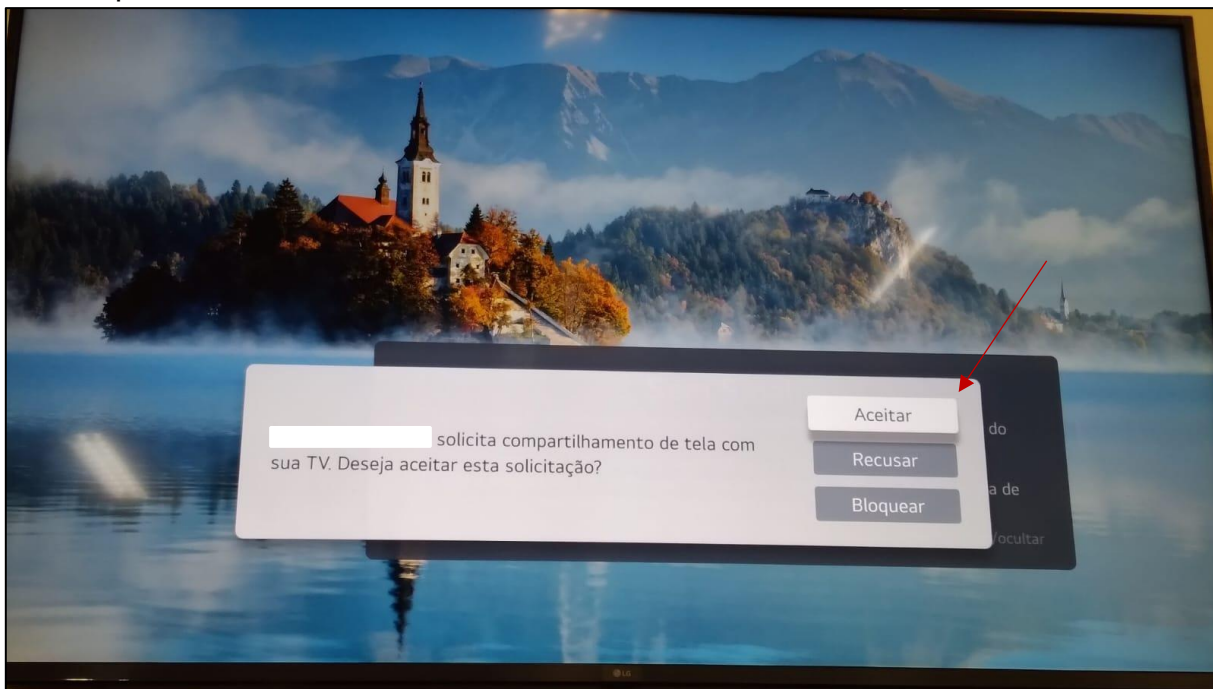 solicita compartilhamento de tela com
sua TV. Deseja aceitar esta solicitação?
Aceitar
Recusar
Bloquear
do
a de
/ocultar
LG